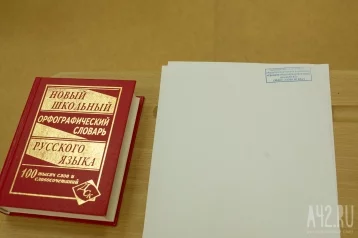 НОВЫЙ
ШКОЛЬНЫЙ
ОРФОГРАФИЧЕСКИЙ
СЛОВАРЬ
РУССКОГО
ЯЗЫКА
100 тысяч слов и
словосочетаний
А42.RU